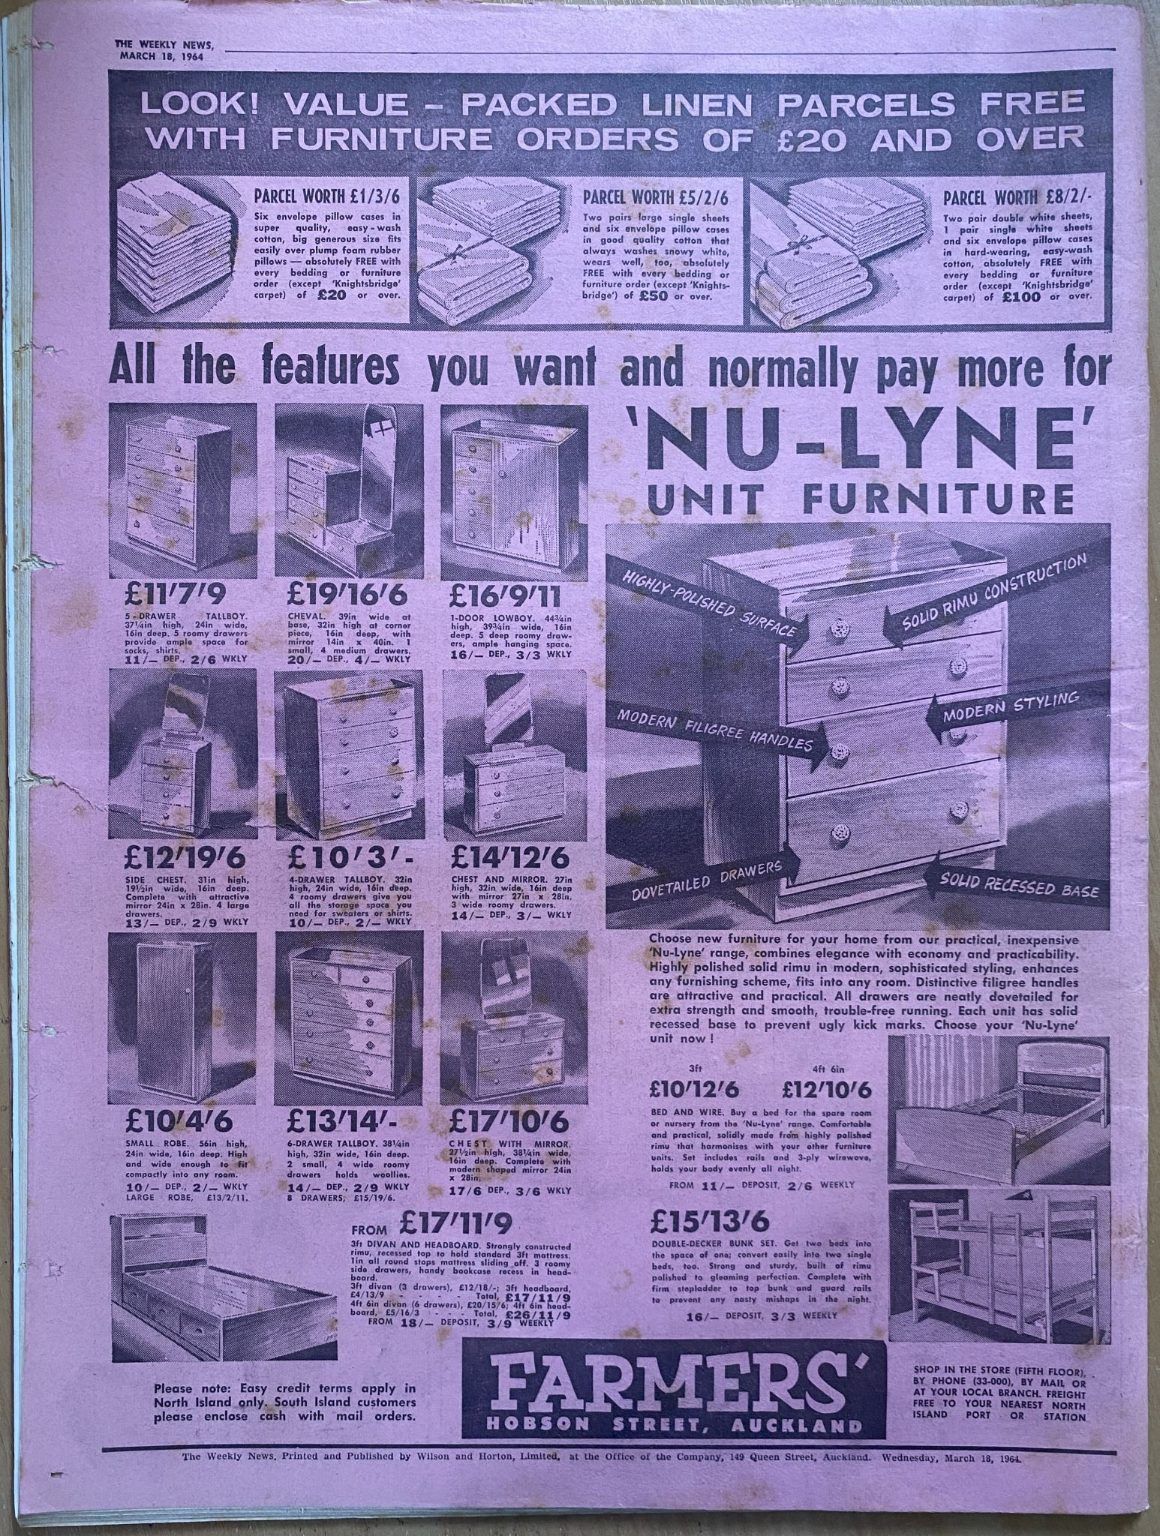 THE WEEKLY NEWS,
MARCH 18, 1964
LOOK! VALUE – PACKED LINEN PARCELS FREE
WITH FURNITURE ORDERS OF £20 AND OVER
PARCEL WORTH £1/3/6
Six envelope pillow cases in
super quality, easy-wash
cotton, big generous size fits
easily over plump foam rubber
pillows — absolutely FREE with
every bedding or furniture
order (except 'Knightsbridge'
carpet) of £20 or over.
PARCEL WORTH £5/2/6
Two pairs large single sheets
and six envelope pillow cases
in good quality cotton that
always washes snowy white,
wears well, too, absolutely
FREE with every bedding or
furniture order (except 'Knights-
bridge') of £50 or over.
PARCEL WORTH £8/2/-
Two pair double white sheets,
1 pair single white sheets
and six envelope pillow cases
in hard-wearing, easy-wash
cotton, absolutely FREE with
every bedding or furniture
order (except 'Knightsbridge'
carpet) of £100 or over.
All the features you want and normally pay more for
'NU-LYNE'
UNIT FURNITURE
£11'7'9
5-DRAWER TALLBOY.
37¼in high, 24in wide,
16in deep. 5 roomy drawers
provide ample space for
socks, shirts.
11/— DEP., 2/6 WKLY
£19'16'6
CHEVAL. 39in wide at
base, 32in high at corner
piece, 16in deep, with
mirror 14in x 40in. 1
small, 4 medium drawers.
20/— DEP., 4/— WKLY
£16'9'11
1-DOOR LOWBOY. 44¾in
high, 39¾in wide, 16in
deep. 5 deep roomy draw-
ers, ample hanging space.
16/— DEP., 3/3 WKLY
HIGHLY-POLISHED SURFACE
SOLID RIMU CONSTRUCTION
MODERN FILIGREE HANDLES
MODERN STYLING
DOVETAILED DRAWERS
SOLID RECESSED BASE
£12'19'6
SIDE CHEST. 31in high,
19½in wide, 16in deep.
Complete with attractive
mirror 24in x 28in. 4 large
drawers.
13/— DEP., 2/9 WKLY
£10'3'-
4-DRAWER TALLBOY. 32in
high, 24in wide, 16in deep.
4 roomy drawers give you
all the storage space you
need for sweaters or shirts.
10/— DEP., 2/— WKLY
£14'12'6
CHEST AND MIRROR. 27in
high, 32in wide, 16in deep
with mirror 27in x 28in.
3 wide roomy drawers.
14/— DEP., 3/— WKLY
Choose new furniture for your home from our practical, inexpensive
'Nu-Lyne' range, combines elegance with economy and practicability.
Highly polished solid rimu in modern, sophisticated styling, enhances
any furnishing scheme, fits into any room. Distinctive filigree handles
are attractive and practical. All drawers are neatly dovetailed for
extra strength and smooth, trouble-free running. Each unit has solid
recessed base to prevent ugly kick marks. Choose your 'Nu-Lyne'
unit now !
£10'4'6
SMALL ROBE. 56in high,
24in wide, 16in deep. High
and wide enough to fit
compactly into any room.
10/— DEP., 2/— WKLY
LARGE ROBE, £13/2/11.
£13'14'-
6-DRAWER TALLBOY. 38¼in
high, 32in wide, 16in deep.
2 small, 4 wide roomy
drawers holds woollies.
14/— DEP., 2/9 WKLY
8 DRAWERS; £15/19/6.
£17'10'6
CHEST WITH MIRROR.
27½in high, 38¼in wide,
16in deep. Complete with
modern shaped mirror 24in
x 28in.
17/6 DEP., 3/6 WKLY
3ft 4ft 6in
£10'12'6 £12'10'6
BED AND WIRE. Buy a bed for the spare room
or nursery from the 'Nu-Lyne' range. Comfortable
and practical, solidly made from highly polished
rimu that harmonises with your other furniture
units. Set includes rails and 3-ply wirewove,
holds your body evenly all night.
FROM 11/— DEPOSIT, 2/6 WEEKLY
FROM £17'11'9
3ft DIVAN AND HEADBOARD. Strongly constructed
rimu, recessed top to hold standard 3ft mattress.
1in all round stops mattress sliding off. 3 roomy
side drawers, handy bookcase recess in head-
board.
3ft divan (3 drawers), £12/18/-; 3ft headboard,
£4/13/9 - - - Total, £17/11/9
4ft 6in divan (6 drawers), £20/15/6; 4ft 6in head-
board, £5/16/3 - - - Total, £26/11/9
FROM 18/— DEPOSIT, 3/9 WEEKLY
£15'13'6
DOUBLE-DECKER BUNK SET. Get two beds into
the space of one; convert easily into two single
beds, too. Strong and sturdy, built of rimu
polished to gleaming perfection. Complete with
firm stepladder to top bunk and guard rails
to prevent any nasty mishaps in the night.
16/— DEPOSIT, 3/3 WEEKLY
Please note: Easy credit terms apply in
North Island only. South Island customers
please enclose cash with mail orders.
FARMERS'
HOBSON STREET, AUCKLAND
SHOP IN THE STORE (FIFTH FLOOR),
BY PHONE (33-000), BY MAIL OR
AT YOUR LOCAL BRANCH. FREIGHT
FREE TO YOUR NEAREST NORTH
ISLAND PORT OR STATION
The Weekly News, Printed and Published by Wilson and Horton, Limited, at the Office of the Company, 149 Queen Street, Auckland. Wednesday, March 18, 1964.